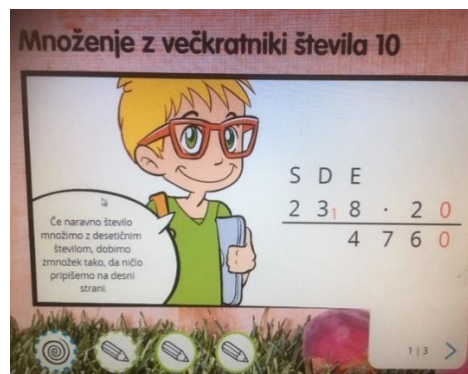 Množenje z večkratniki števila 10
S D E
2 3 1 8 · 2 0
4 7 6 0
Če naravno število
množimo z desetičnim
številom, dobimo
zmnožek tako, da ničlo
pripišemo na desni
strani.
1 | 3